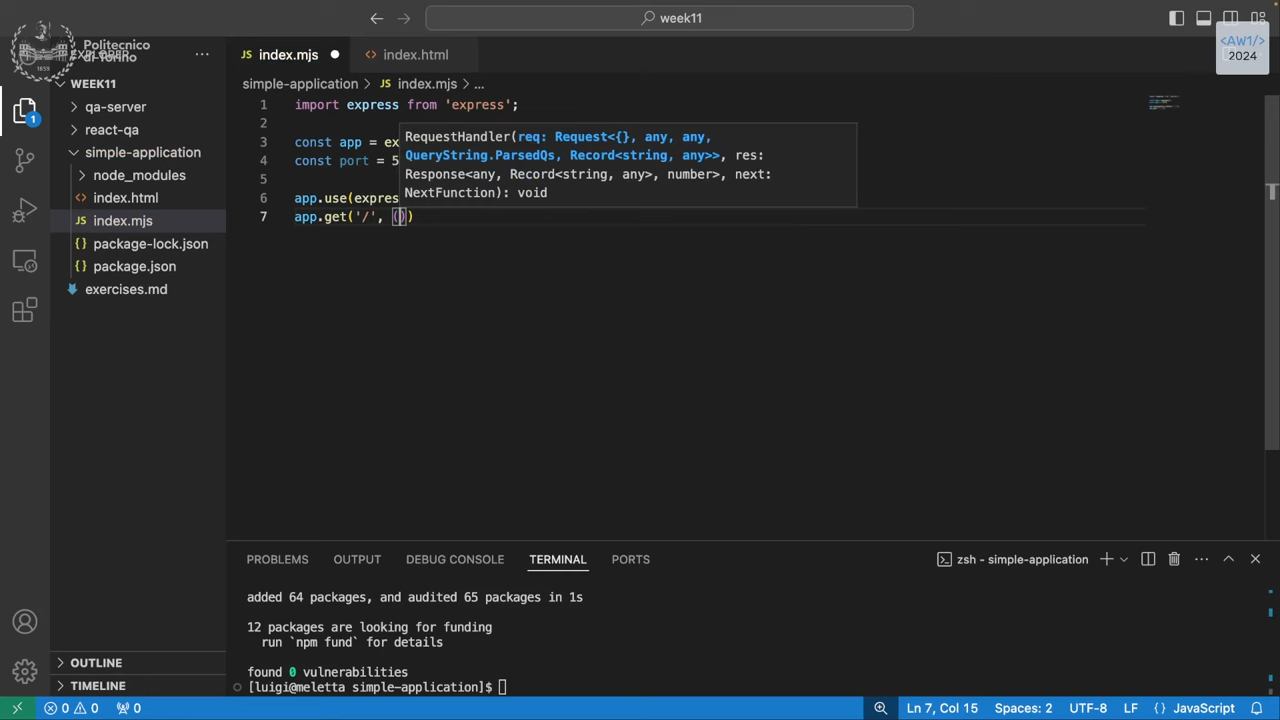 week11
Politecnico
di Torino
EXPLORER
<AW1/>
2024
index.mjs
index.html
WEEK11
qa-server
react-qa
simple-application
node_modules
index.html
index.mjs
package-lock.json
package.json
exercises.md
OUTLINE
TIMELINE
simple-application > JS index.mjs > ...
1 import express from 'express';
2
3 const app = ex
4 const port = 5
5
6 app.use(expres
7 app.get('/', ())
RequestHandler(req: Request<{}, any, any,
QueryString.ParsedQs, Record<string, any>>, res:
Response<any, Record<string, any>, number>, next:
NextFunction): void
PROBLEMS OUTPUT DEBUG CONSOLE TERMINAL PORTS
zsh - simple-application
added 64 packages, and audited 65 packages in 1s
12 packages are looking for funding
run `npm fund` for details
found 0 vulnerabilities
[luigi@meletta simple-application]$
0 0 0
Ln 7, Col 15 Spaces: 2 UTF-8 LF {} JavaScript